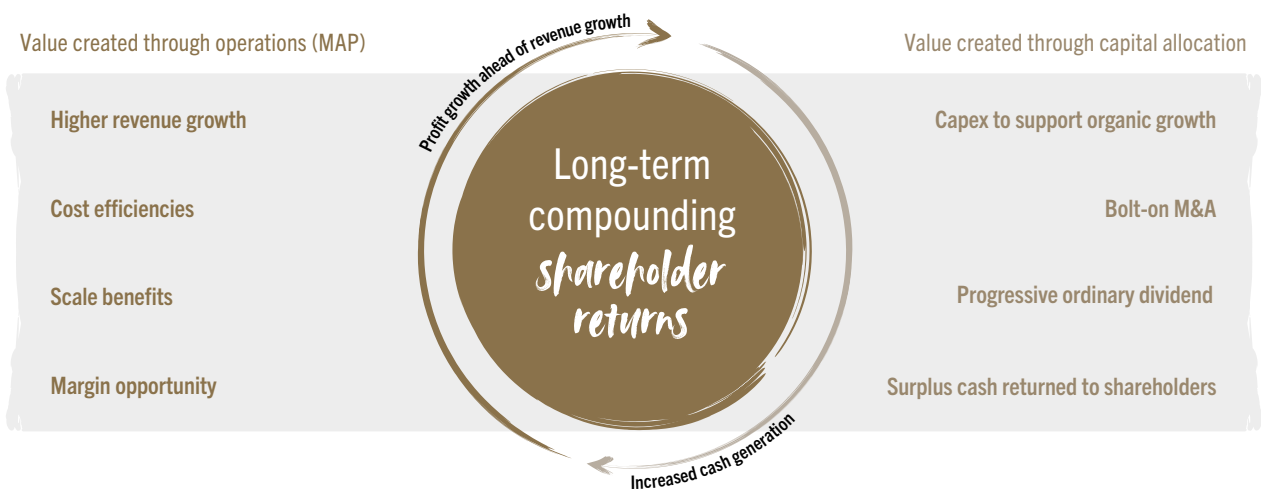 Value created through operations (MAP)
Higher revenue growth
Cost efficiencies
Scale benefits
Margin opportunity
Profit growth ahead of revenue growth
Long-term
compounding
shareholder
returns
Increased cash generation
Value created through capital allocation
Capex to support organic growth
Bolt-on M&A
Progressive ordinary dividend
Surplus cash returned to shareholders